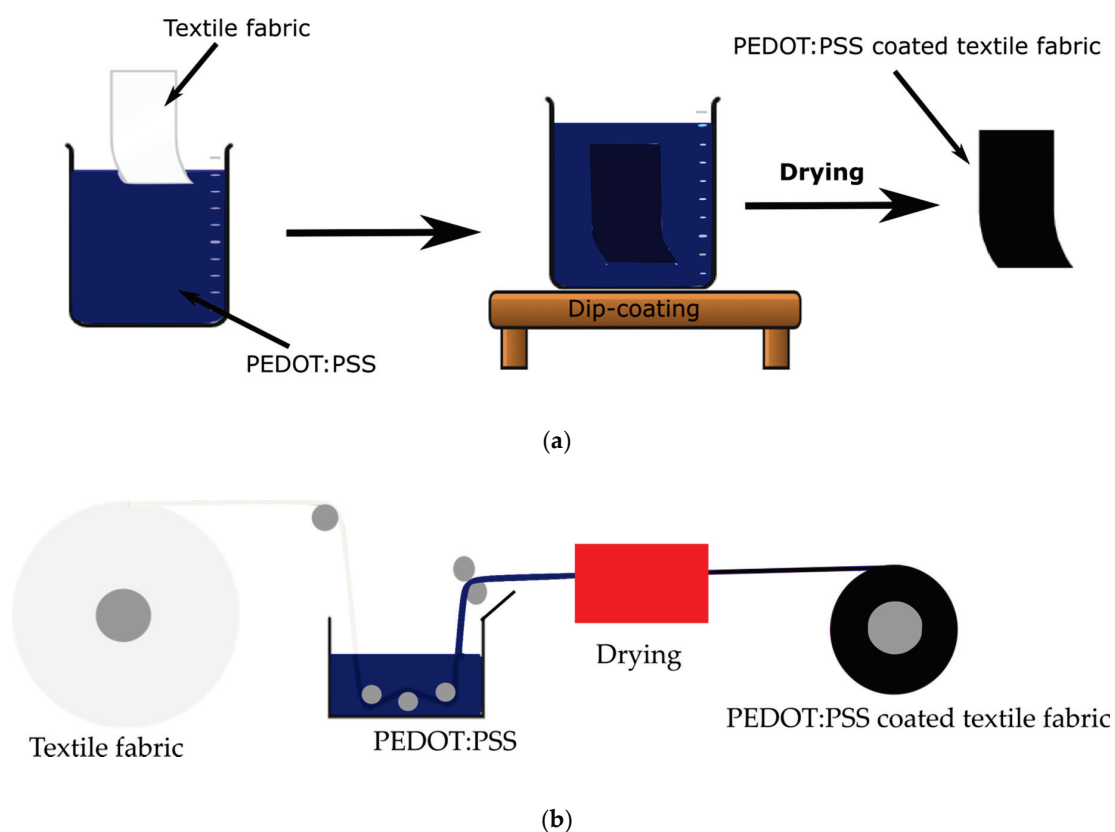 Textile fabric
PEDOT:PSS coated textile fabric
Drying
Dip-coating
PEDOT:PSS
(a)
Textile fabric
PEDOT:PSS
Drying
PEDOT:PSS coated textile fabric
(b)